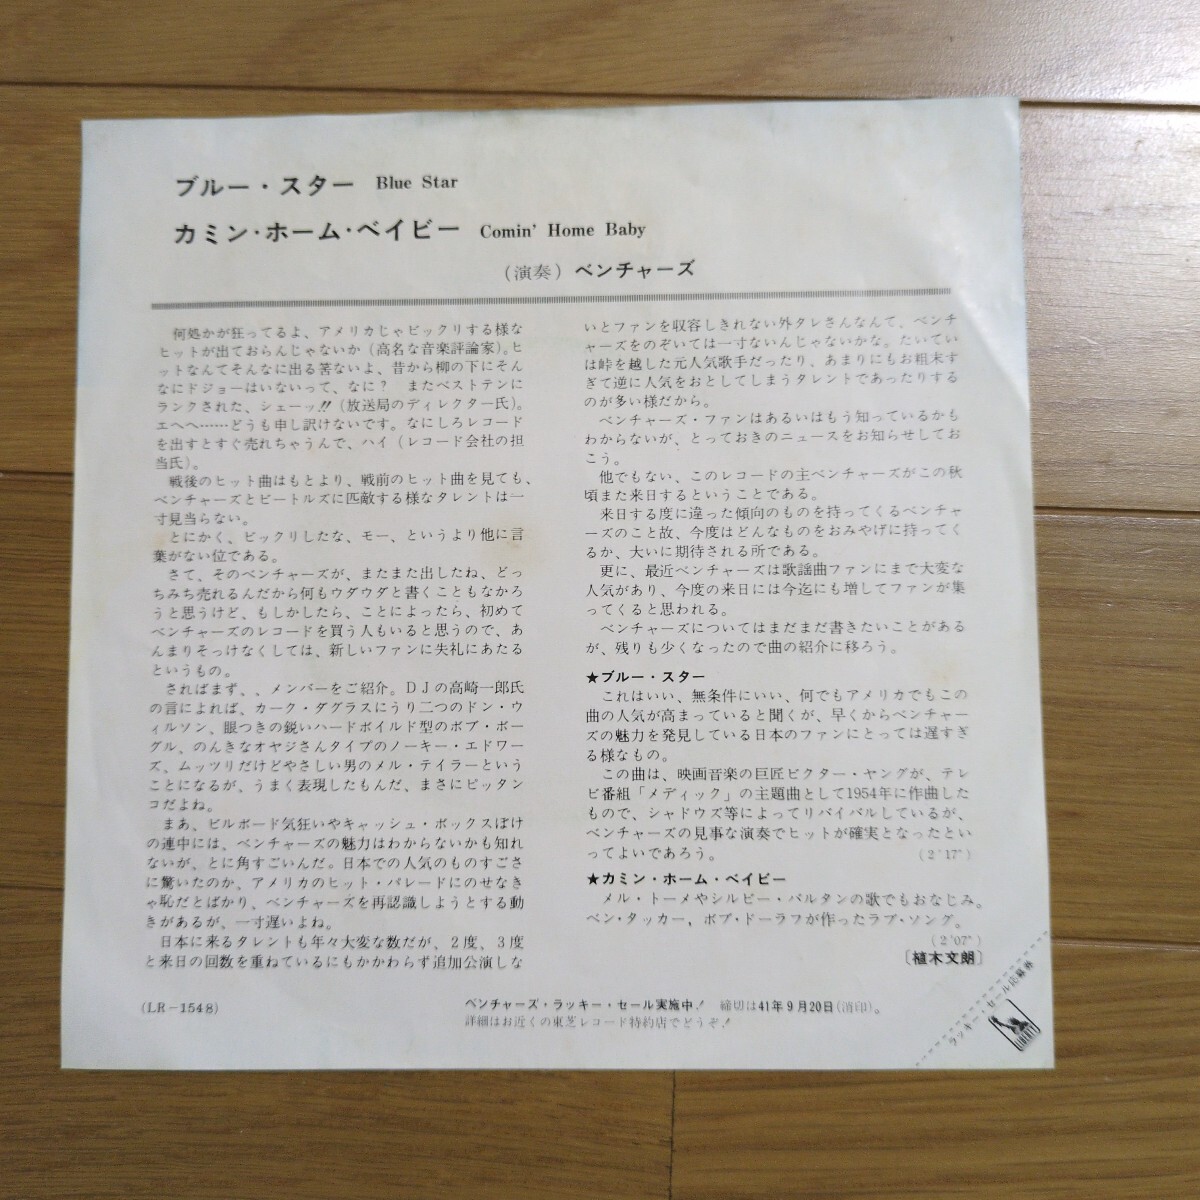 ブルー・スター Blue Star
カミン・ホーム・ベイビー Comin' Home Baby
(演奏) ベンチャーズ
何処かが狂ってるよ、アメリカじゃビックリする様な
ヒットが出ておらんじゃないか (高名な音楽評論家)。ヒ
ットなんてそんなに出る筈ないよ、昔から柳の下にそん
なにドジョーはいないって、なに? またベストテンに
ランクされた、シェーッ!! (放送局のディレクター氏)。
エヘヘ……どうも申し訳けないです。なにしろレコード
を出すとすぐ売れちゃうんで、ハイ (レコード会社の担
当氏)。
戦後のヒット曲はもとより、戦前のヒット曲を見ても、
ベンチャーズとビートルズに匹敵する様なタレントは一
寸見当らない。
とにかく、ビックリしたな、モー、というより他に言
葉がない位である。
さて、そのベンチャーズが、またまた出したね、どっ
ちみち売れるんだから何もウダウダと書くこともなかろ
うと思うけど、もしかしたら、ことによったら、初めて
ベンチャーズのレコードを買う人もいると思うので、あ
んまりそっけなくしては、新しいファンに失礼にあたる
というもの。
さればまず、、メンバーをご紹介。DJの高崎一郎氏
の言によれば、カーク・ダグラスにうり二つのドン・ウ
ィルソン、眼つきの鋭いハードボイルド型のボブ・ボー
グル、のんきなオヤジさんタイプのノーキー・エドワー
ズ、ムッツリだけどやさしい男のメル・テイラーという
ことになるが、うまく表現したもんだ、まさにピッタン
コだよね。
まあ、ビルボード気狂いやキャッシュ・ボックスぼけ
の連中には、ベンチャーズの魅力はわからないかも知れ
ないが、とに角すごいんだ。日本での人気のものすごさ
に驚いたのか、アメリカのヒット・パレードにのせなき
ゃ恥だとばかり、ベンチャーズを再認識しようとする動
きがあるが、一寸遅いよね。
日本に来るタレントも年々大変な数だが、2度、3度
と来日の回数を重ねているにもかかわらず追加公演しな
いとファンを収容しきれない外タレさんなんて、ベンチ
ャーズをのぞいては一寸ないんじゃないかな。たいてい
は峠を越した元人気歌手だったり、あまりにもお粗末す
ぎて逆に人気をおとしてしまうタレントであったりする
のが多い様だから。
ベンチャーズ・ファンはあるいはもう知っているかも
わからないが、とっておきのニュースをお知らせしてお
こう。
他でもない、このレコードの主ベンチャーズがこの秋
頃また来日するということである。
来日する度に違った傾向のものを持ってくるベンチャ
ーズのこと故、今度はどんなものをおみやげに持ってく
るか、大いに期待される所である。
更に、最近ベンチャーズは歌謡曲ファンにまで大変な
人気があり、今度の来日には今迄にも増してファンが集
ってくると思われる。
ベンチャーズについてはまだまだ書きたいことがある
が、残りも少くなったので曲の紹介に移ろう。
★ブルー・スター
これはいい、無条件にいい、何でもアメリカでもこの
曲の人気が高まっていると聞くが、早くからベンチャー
ズの魅力を発見している日本のファンにとっては遅すぎ
る様なもの。
この曲は、映画音楽の巨匠ビクター・ヤングが、テレ
ビ番組「メディック」の主題曲として1954年に作曲した
もので、シャドウズ等によってリバイバルしているが、
ベンチャーズの見事な演奏でヒットが確実となったとい
ってよいであろう。 (2'17")
★カミン・ホーム・ベイビー
メル・トーメやシルビー・バルタンの歌でもおなじみ。
ベン・タッカー，ボブ・ドーラフが作ったラブ・ソング。
(2'07")
〔植木文朗〕
(LR-1548)
ベンチャーズ・ラッキー・セール実施中! 締切は41年9月20日(消印)。
詳細はお近くの東芝レコード特約店でどうぞ!
ラッキー・セール応募券
LIBERTY